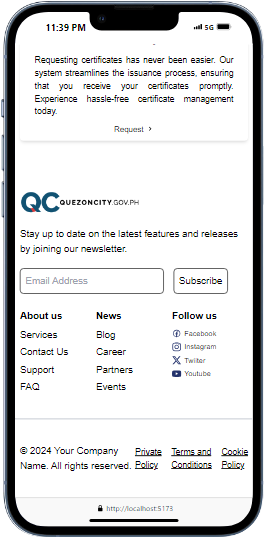 11:39 PM
5G
Requesting certificates has never been easier. Our
system streamlines the issuance process, ensuring
that you receive your certificates promptly.
Experience hassle-free certificate management
today.
Request >
QC QUEZONCITY.GOV.PH
Stay up to date on the latest features and releases
by joining our newsletter.
Email Address
Subscribe
About us
Services
Contact Us
Support
FAQ
News
Blog
Career
Partners
Events
Follow us
Facebook
Instagram
Twiiter
Youtube
© 2024 Your Company
Name. All rights reserved.
Private
Policy
Terms and
Conditions
Cookie
Policy
http://localhost:5173